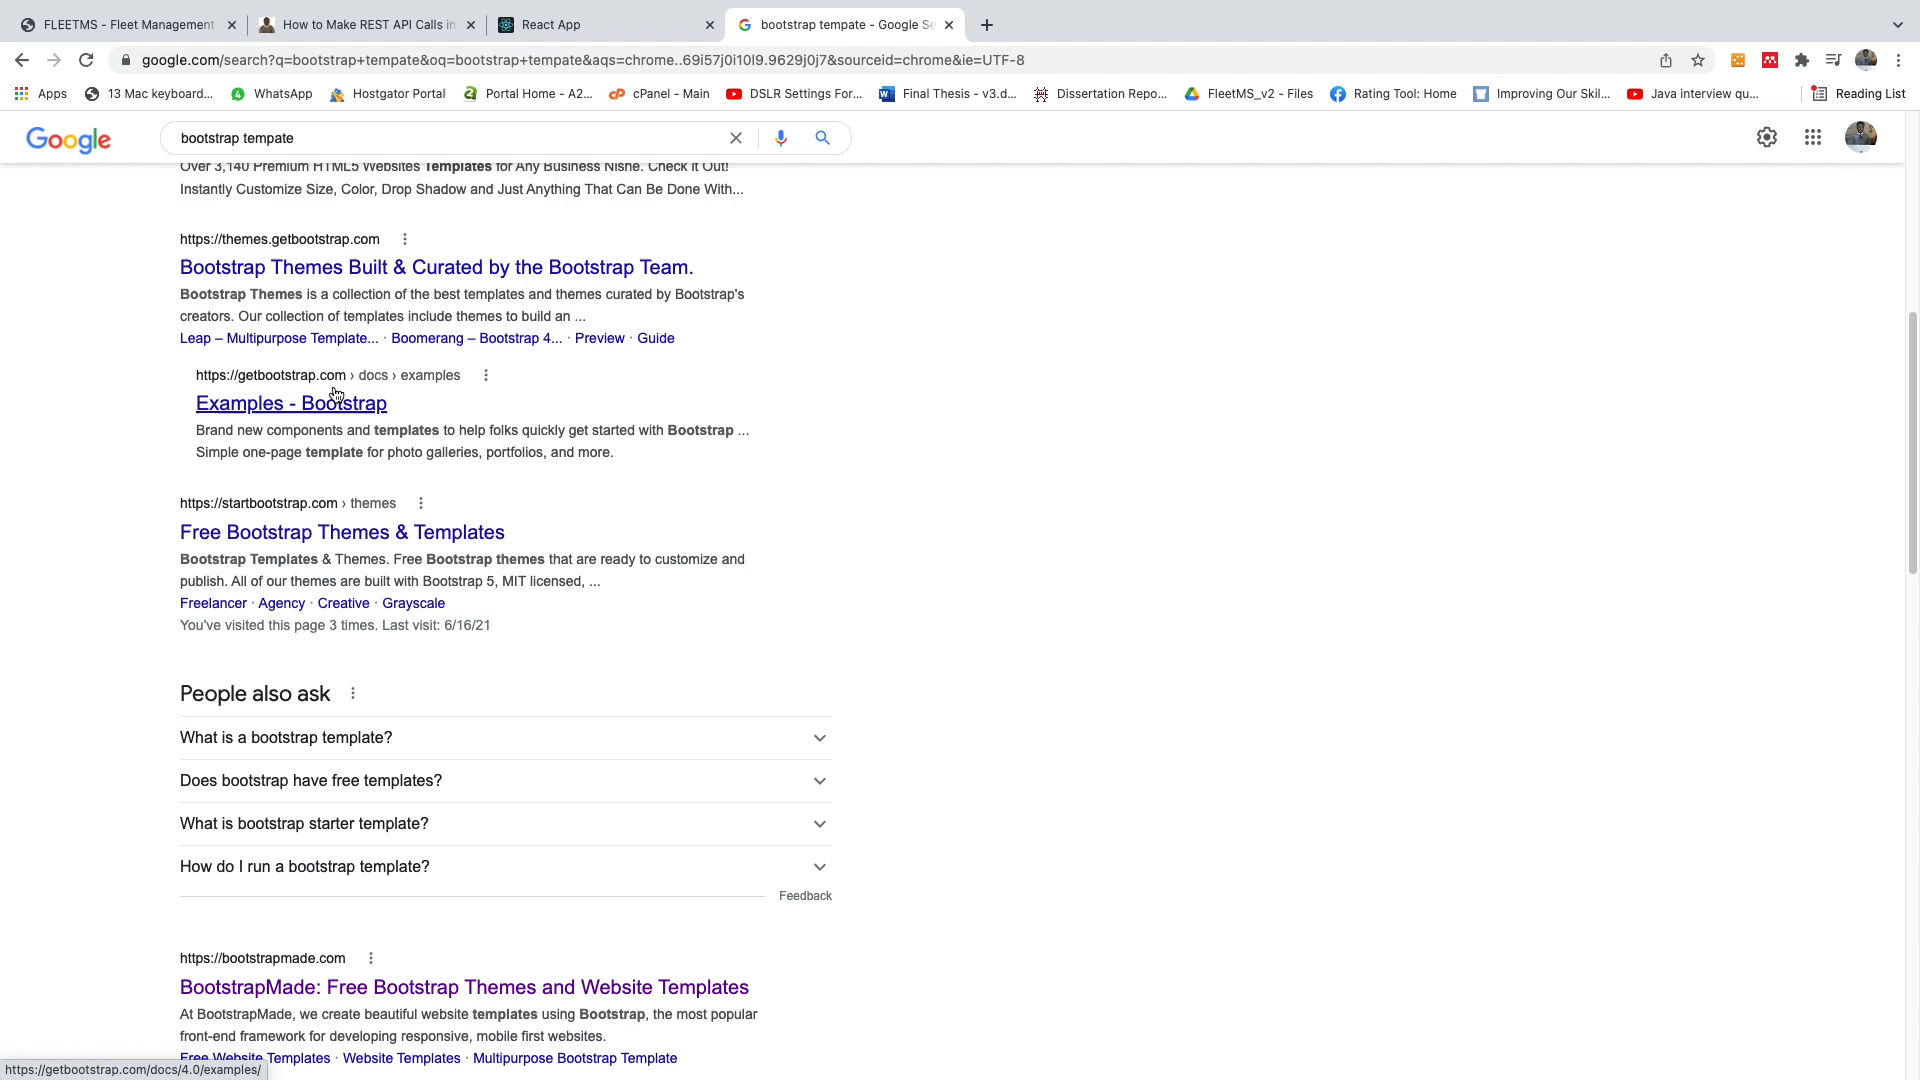 FLEETMS - Fleet Management
How to Make REST API Calls in
React App
bootstrap tempate - Google Se
google.com/search?q=bootstrap+tempate&oq=bootstrap+tempate&aqs=chrome..69i57j0i10l9.9629j0j7&sourceid=chrome&ie=UTF-8
Apps
13 Mac keyboard...
WhatsApp
Hostgator Portal
Portal Home - A2...
cPanel - Main
DSLR Settings For...
Final Thesis - v3.d...
Dissertation Repo...
FleetMS_v2 - Files
Rating Tool: Home
Improving Our Skil...
Java interview qu...
Reading List
Google
bootstrap tempate
Over 3,140 Premium HTML5 Websites Templates for Any Business Nishe. Check It Out!
Instantly Customize Size, Color, Drop Shadow and Just Anything That Can Be Done With...
https://themes.getbootstrap.com
Bootstrap Themes Built & Curated by the Bootstrap Team.
Bootstrap Themes is a collection of the best templates and themes curated by Bootstrap's
creators. Our collection of templates include themes to build an ...
Leap – Multipurpose Template... · Boomerang – Bootstrap 4... · Preview · Guide
https://getbootstrap.com › docs › examples
Examples - Bootstrap
Brand new components and templates to help folks quickly get started with Bootstrap ...
Simple one-page template for photo galleries, portfolios, and more.
https://startbootstrap.com › themes
Free Bootstrap Themes & Templates
Bootstrap Templates & Themes. Free Bootstrap themes that are ready to customize and
publish. All of our themes are built with Bootstrap 5, MIT licensed, ...
Freelancer · Agency · Creative · Grayscale
You've visited this page 3 times. Last visit: 6/16/21
People also ask
What is a bootstrap template?
Does bootstrap have free templates?
What is bootstrap starter template?
How do I run a bootstrap template?
Feedback
https://bootstrapmade.com
BootstrapMade: Free Bootstrap Themes and Website Templates
At BootstrapMade, we create beautiful website templates using Bootstrap, the most popular
front-end framework for developing responsive, mobile first websites.
Free Website Templates · Website Templates · Multipurpose Bootstrap Template
https://getbootstrap.com/docs/4.0/examples/